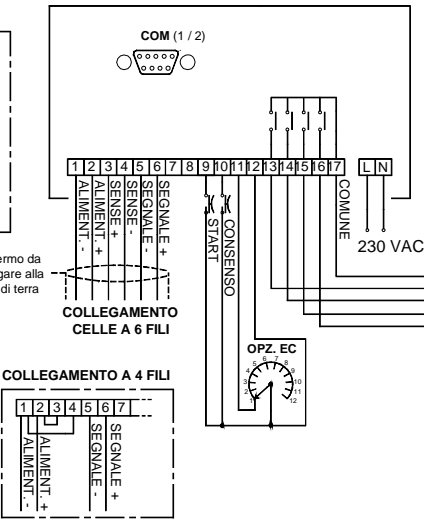 COM (1 / 2)
1 2 3 4 5 6 7 8 9 10 11 12 13 14 15 16 17
L N
ALIMENT. -
ALIMENT. +
SENSE +
SENSE -
SEGNALE -
SEGNALE +
START
CONSENSO
COMUNE
230 VAC
ermo da
gare alla
di terra
COLLEGAMENTO
CELLE A 6 FILI
OPZ. EC
1 2 3 4 5 6 7 8 9 10 11 12
COLLEGAMENTO A 4 FILI
1 2 3 4 5 6 7
ALIMENT. -
ALIMENT. +
SEGNALE -
SEGNALE +